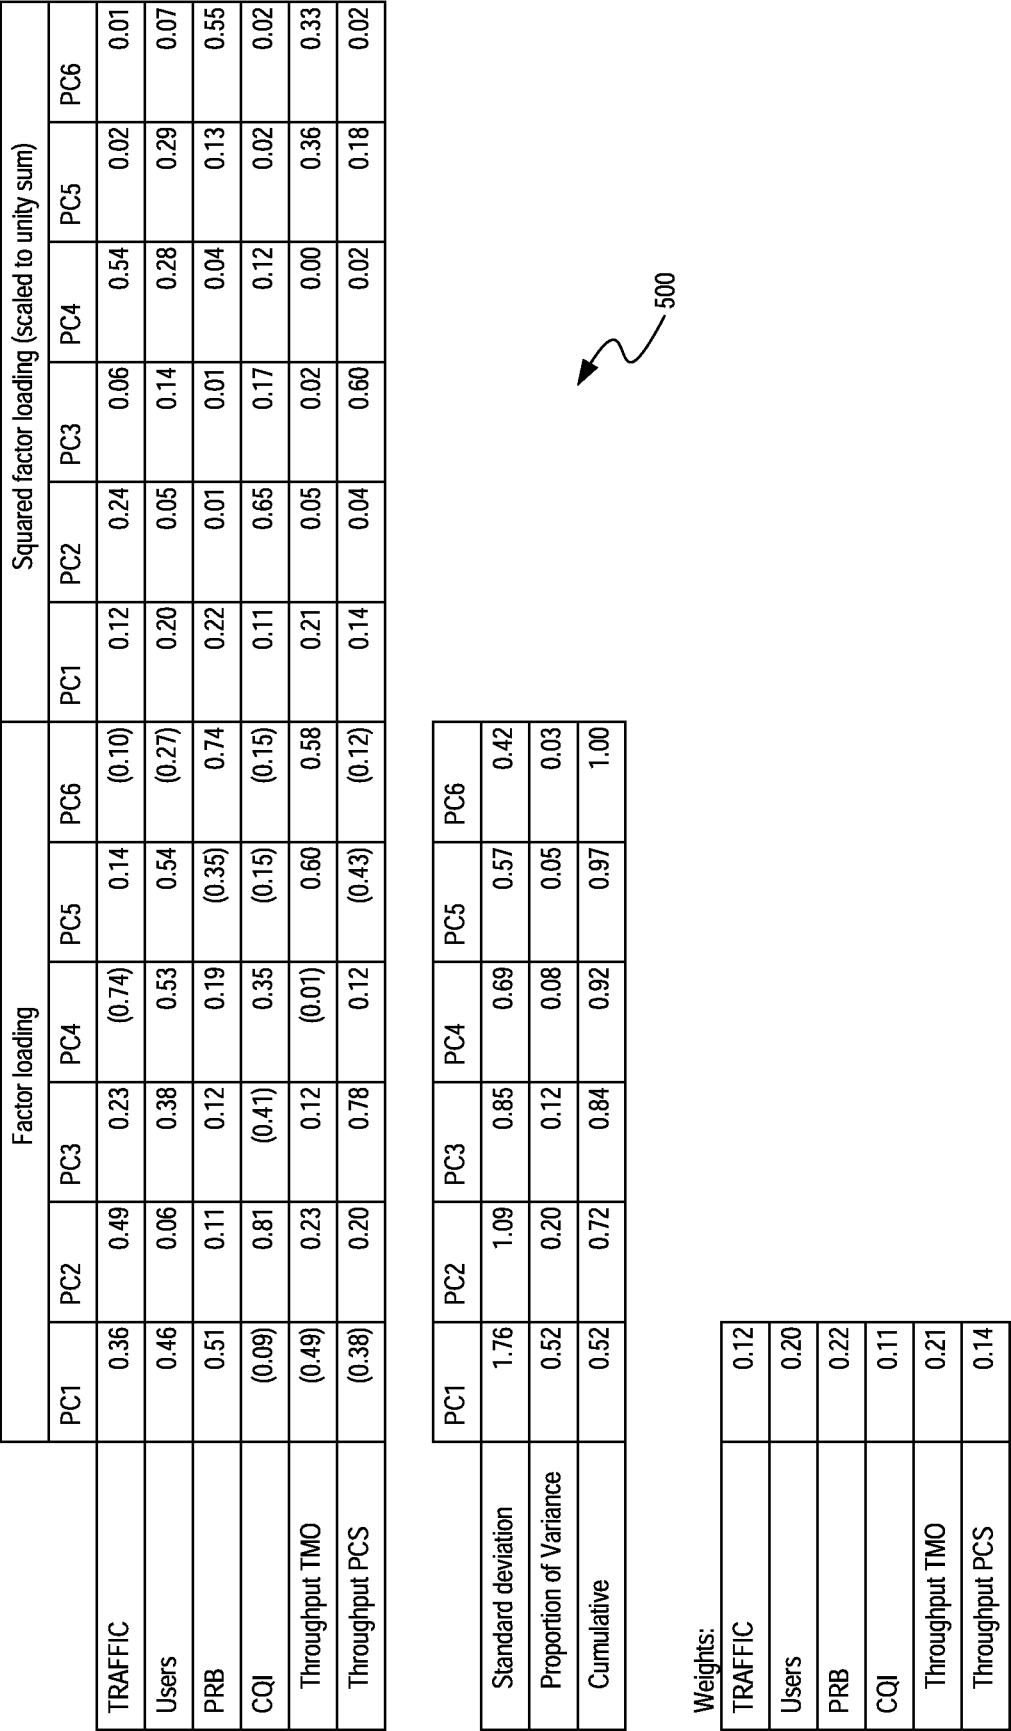 Factor loading Squared factor loading (scaled to unity sum)
PC1 PC2 PC3 PC4 PC5 PC6 PC1 PC2 PC3 PC4 PC5 PC6
TRAFFIC 0.36 0.49 0.23 (0.74) 0.14 (0.10) 0.12 0.24 0.06 0.54 0.02 0.01
Users 0.46 0.06 0.38 0.53 0.54 (0.27) 0.20 0.05 0.14 0.28 0.29 0.07
PRB 0.51 0.11 0.12 0.19 (0.35) 0.74 0.22 0.01 0.01 0.04 0.13 0.55
CQI (0.09) 0.81 (0.41) 0.35 (0.15) (0.15) 0.11 0.65 0.17 0.12 0.02 0.02
Throughput TMO (0.49) 0.23 0.12 (0.01) 0.60 0.58 0.21 0.05 0.02 0.00 0.36 0.33
Throughput PCS (0.38) 0.20 0.78 0.12 (0.43) (0.12) 0.14 0.04 0.60 0.02 0.18 0.02
PC1 PC2 PC3 PC4 PC5 PC6
Standard deviation 1.76 1.09 0.85 0.69 0.57 0.42
Proportion of Variance 0.52 0.20 0.12 0.08 0.05 0.03
Cumulative 0.52 0.72 0.84 0.92 0.97 1.00
500
Weights:
TRAFFIC 0.12
Users 0.20
PRB 0.22
CQI 0.11
Throughput TMO 0.21
Throughput PCS 0.14